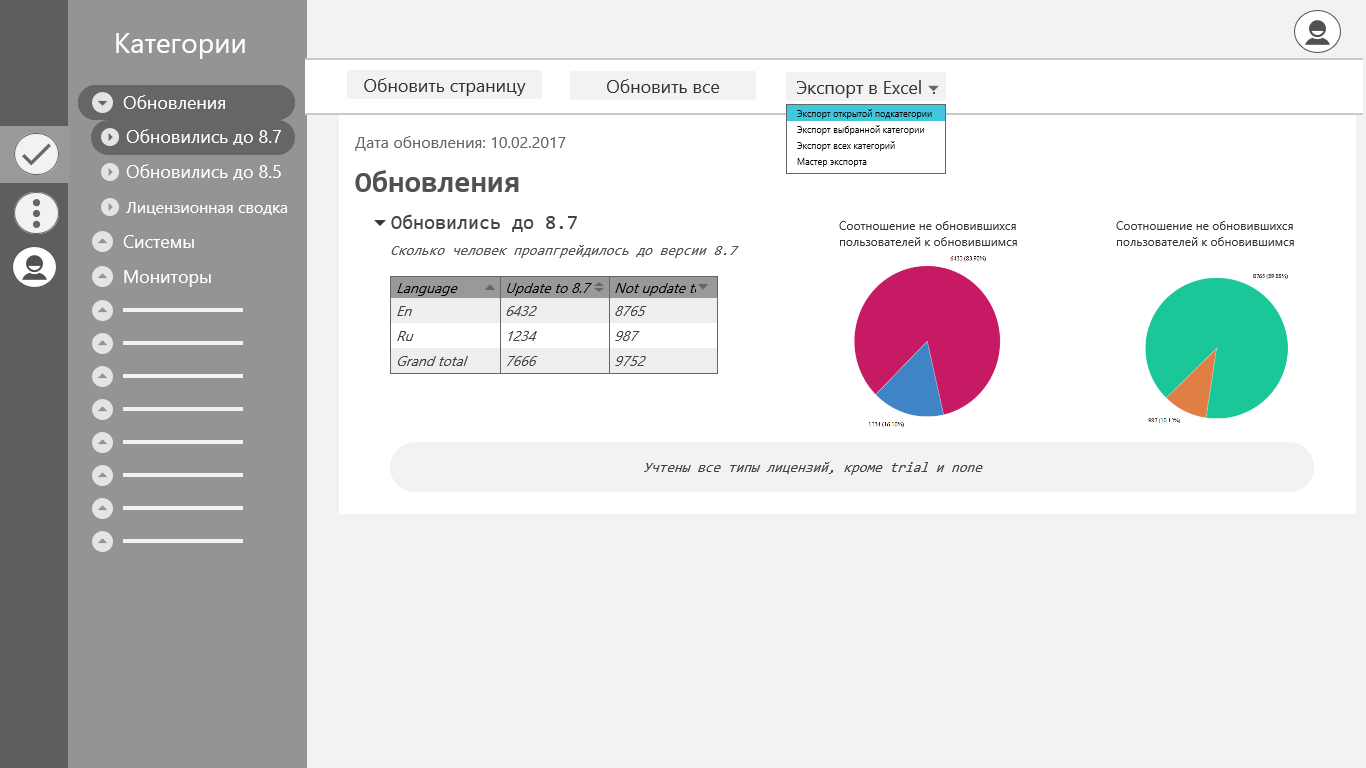 Категории
Обновления
Обновились до 8.7
Обновились до 8.5
Лицензионная сводка
Системы
Мониторы
Обновить страницу
Обновить все
Экспорт в Excel
Экспорт открытой подкатегории
Экспорт выбранной категории
Экспорт всех категорий
Мастер экспорта
Дата обновления: 10.02.2017
Обновления
Обновились до 8.7
Сколько человек проапгрейдилось до версии 8.7
Language Update to 8.7 Not update t
En 6432 8765
Ru 1234 987
Grand total 7666 9752
Соотношение не обновившихся
пользователей к обновившимся
6432 (83.90%)
1234 (16.10%)
Соотношение не обновившихся
пользователей к обновившимся
8765 (89.88%)
987 (10.12%)
Учтены все типы лицензий, кроме trial и none